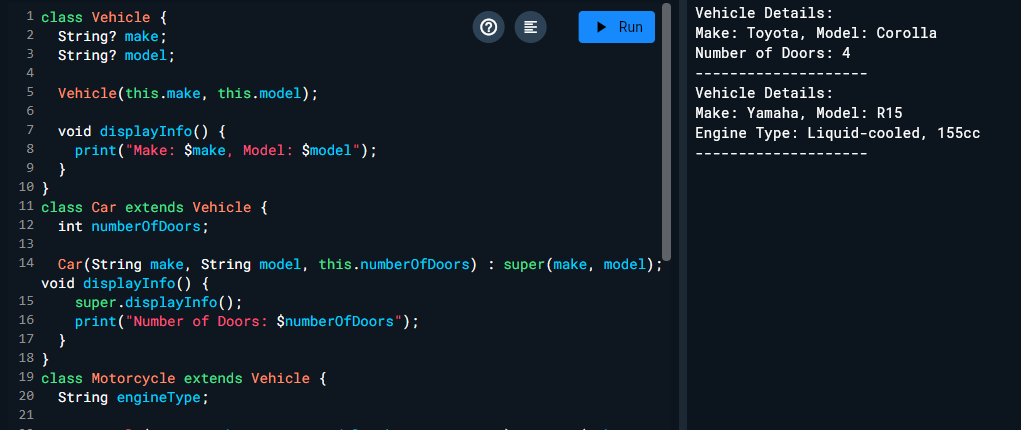 1 class Vehicle {
2   String? make;
3   String? model;
4
5   Vehicle(this.make, this.model);
6
7   void displayInfo() {
8     print("Make: $make, Model: $model");
9   }
10 }
11 class Car extends Vehicle {
12   int numberOfDoors;
13
14   Car(String make, String model, this.numberOfDoors) : super(make, model);
void displayInfo() {
15     super.displayInfo();
16     print("Number of Doors: $numberOfDoors");
17   }
18 }
19 class Motorcycle extends Vehicle {
20   String engineType;
21
Run
Vehicle Details:
Make: Toyota, Model: Corolla
Number of Doors: 4
--------------------
Vehicle Details:
Make: Yamaha, Model: R15
Engine Type: Liquid-cooled, 155cc
--------------------